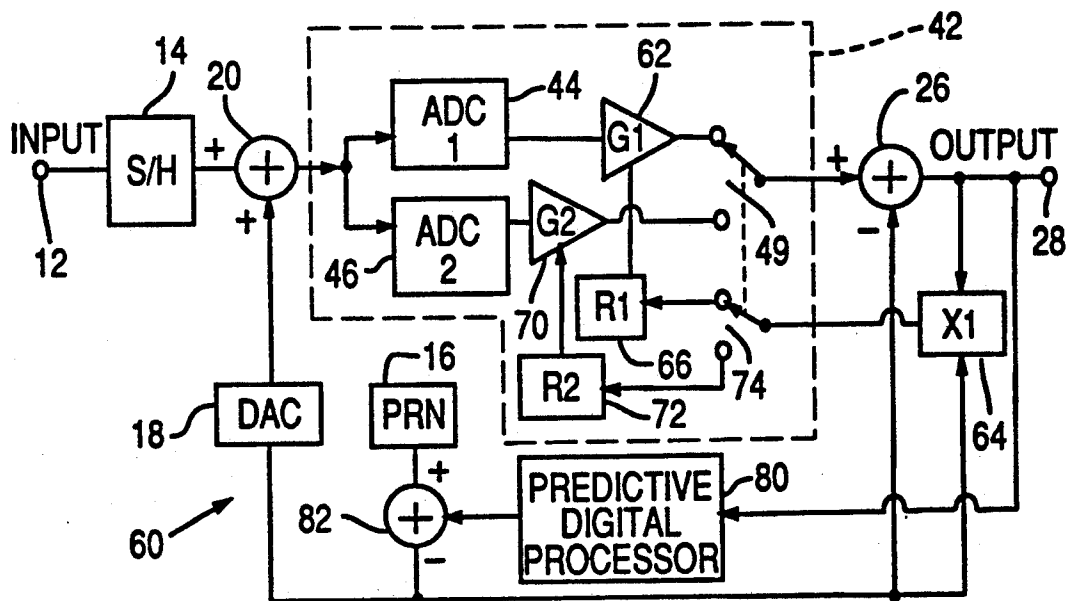 14
20
62
42
44
26
INPUT
S/H
+
+
+
ADC
1
G1
+
+
OUTPUT
12
+
ADC
2
G2
-
49
28
46
70
R1
X1
16
66
74
18
DAC
PRN
R2
72
64
+
+
PREDICTIVE
DIGITAL
PROCESSOR
80
60
82
-